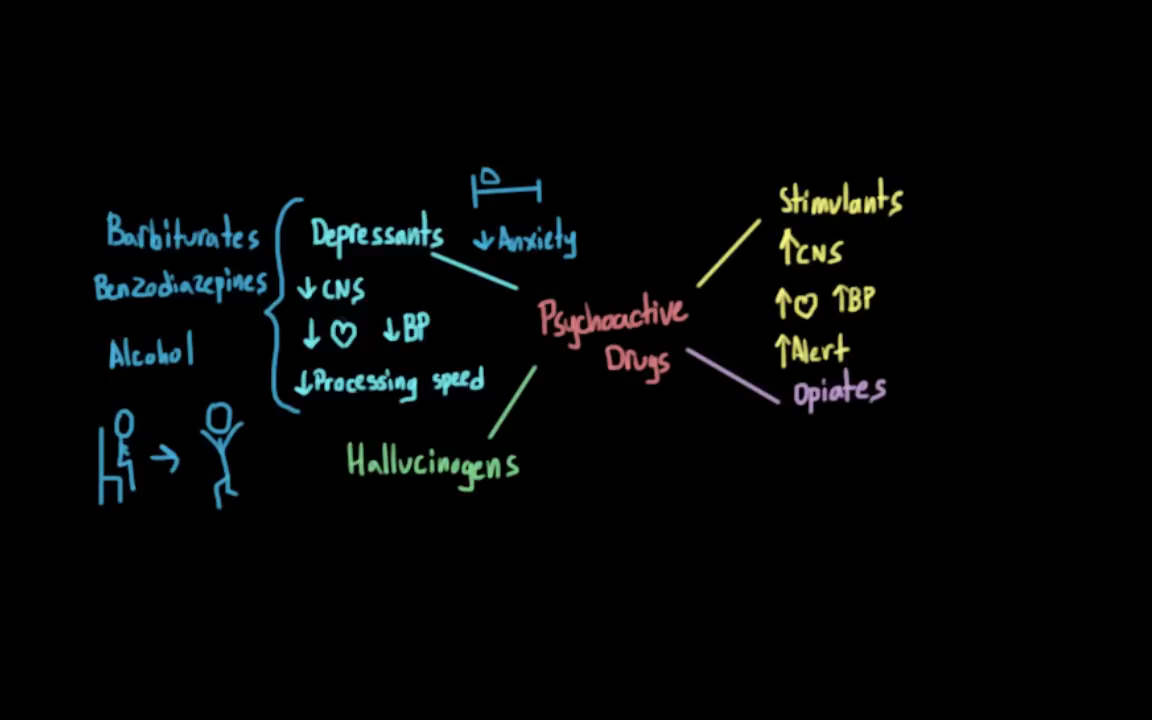 Barbiturates
Benzodiazepines
Alcohol
Depressants
↓ CNS
↓ ♡ ↓ BP
↓ Processing speed
↓ Anxiety
Psychoactive
Drugs
Hallucinogens
Stimulants
↑ CNS
↑ ♡ ↑ BP
↑ Alert
Opiates